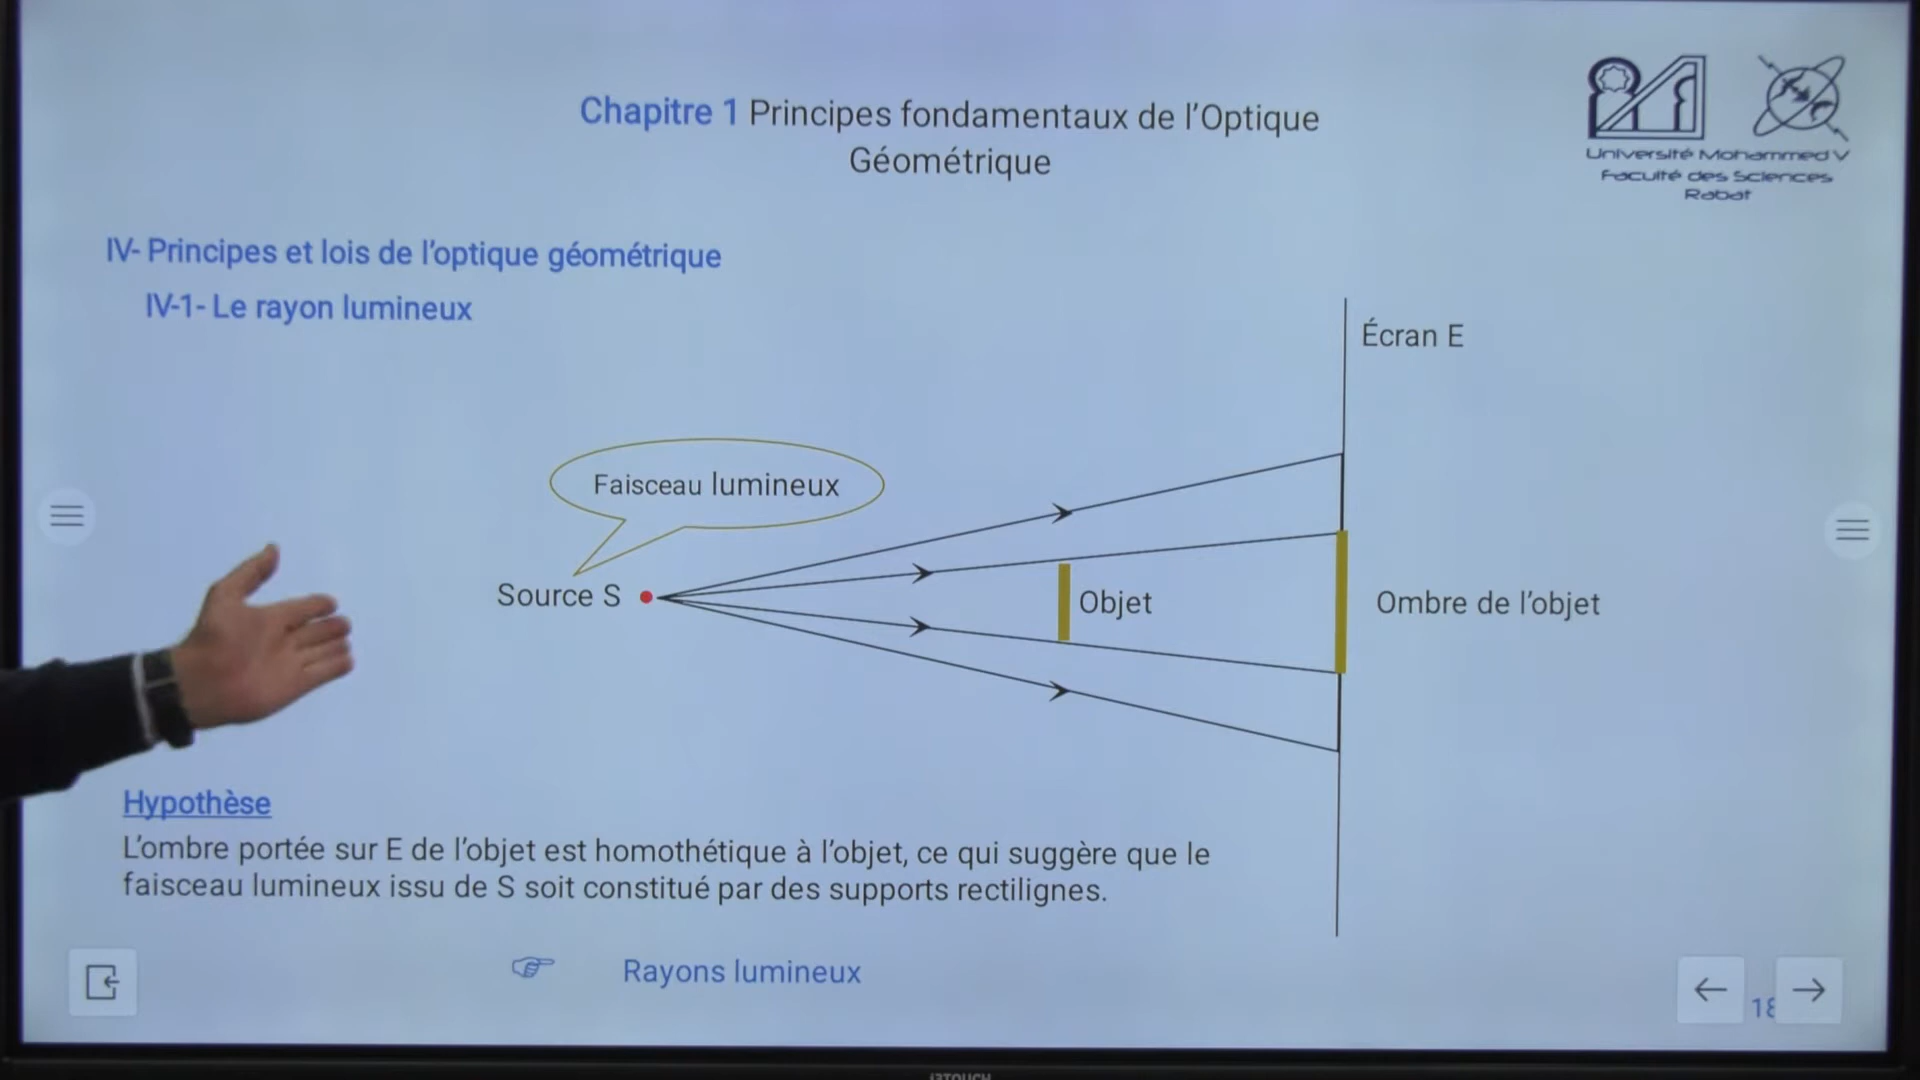 Chapitre 1 Principes fondamentaux de l'Optique
Géométrique
Université Mohammed V
Faculté des Sciences
Rabat
IV- Principes et lois de l'optique géométrique
IV-1- Le rayon lumineux
Écran E
Faisceau lumineux
Source S
Objet
Ombre de l'objet
Hypothèse
L'ombre portée sur E de l'objet est homothétique à l'objet, ce qui suggère que le
faisceau lumineux issu de S soit constitué par des supports rectilignes.
Rayons lumineux